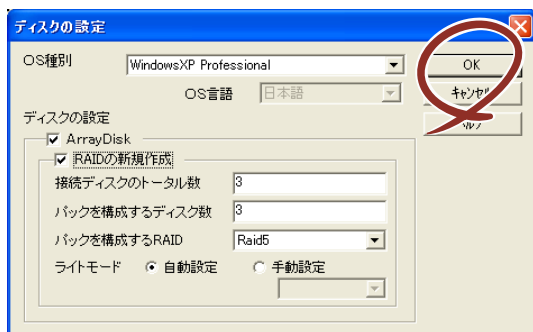 ディスクの設定
OS種別 WindowsXP Professional OK
OS言語 日本語 キャンセル
ディスクの設定 ヘルプ
ArrayDisk
RAIDの新規作成
接続ディスクのトータル数 3
パックを構成するディスク数 3
パックを構成するRAID Raid5
ライトモード 自動設定 手動設定